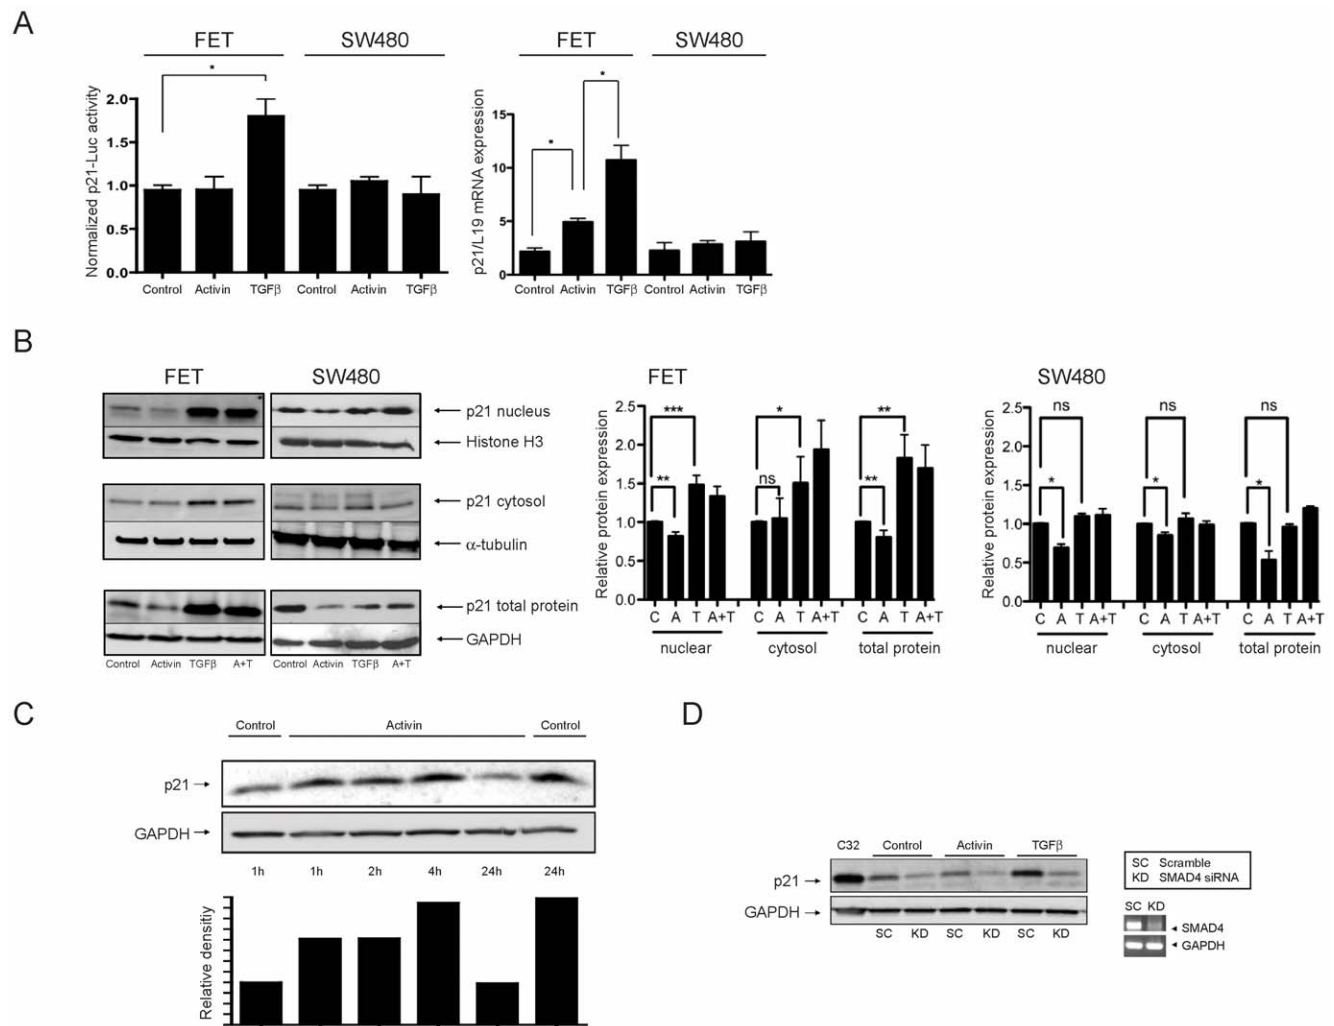 A
FET SW480
*
Normalized p21-Luc activity
2.0
1.5
1.0
0.5
0.0
Control Activin TGFβ Control Activin TGFβ
FET SW480
*
*
p21/L19 mRNA expression
15
10
5
0
Control Activin TGFβ Control Activin TGFβ
B
FET SW480
p21 nucleus
Histone H3
p21 cytosol
α-tubulin
p21 total protein
GAPDH
Control Activin TGFβ A+T Control Activin TGFβ A+T
FET
Relative protein expression
2.5
2.0
1.5
1.0
0.5
0.0
*** * **
** ns **
C A T A+T C A T A+T C A T A+T
nuclear cytosol total protein
SW480
Relative protein expression
2.5
2.0
1.5
1.0
0.5
0.0
ns ns ns
* * *
C A T A+T C A T A+T C A T A+T
nuclear cytosol total protein
C
Control Activin Control
p21
GAPDH
1h 1h 2h 4h 24h 24h
Relative densitiy
D
C32 Control Activin TGFβ
p21
GAPDH
SC KD SC KD SC KD
SC Scramble
KD SMAD4 siRNA
SC KD
SMAD4
GAPDH